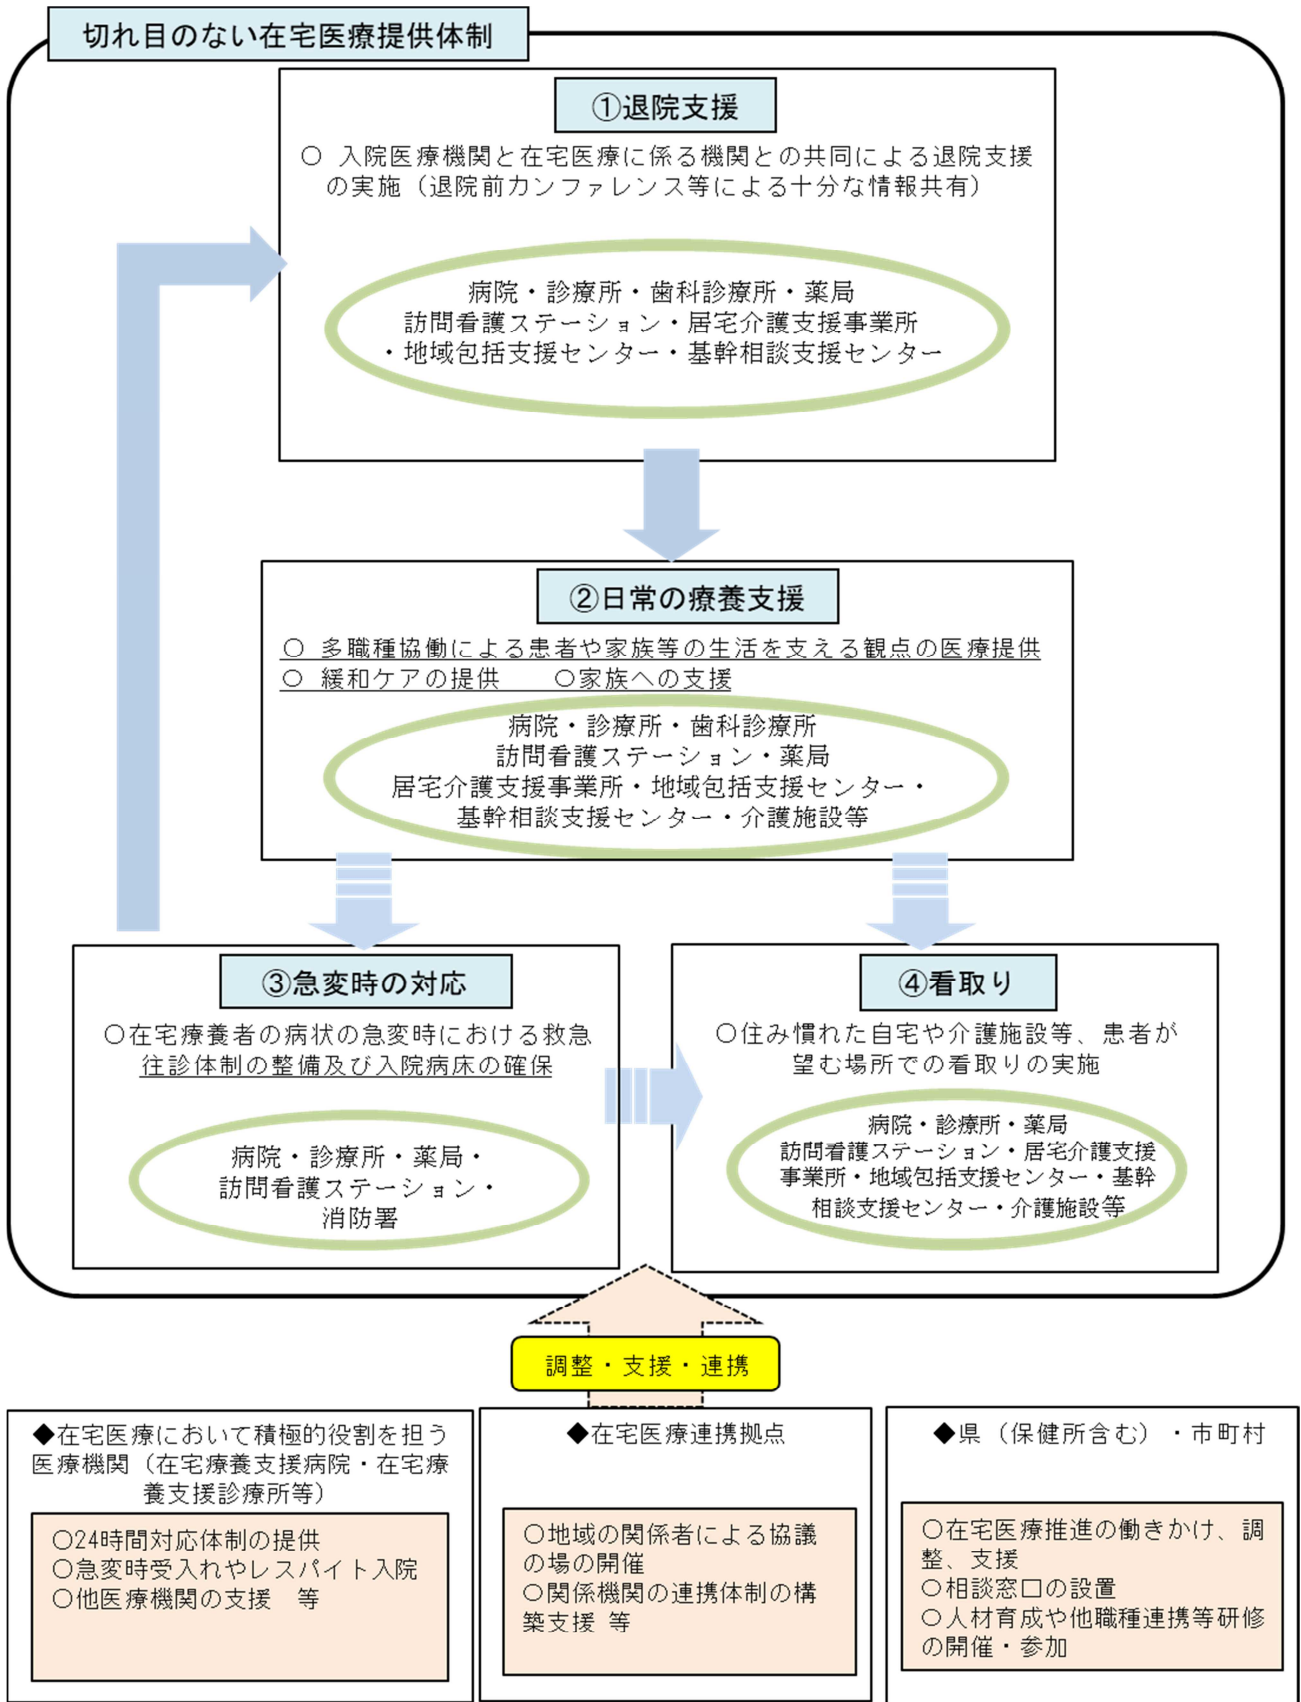 切れ目のない在宅医療提供体制
①退院支援
○ 入院医療機関と在宅医療に係る機関との共同による退院支援
の実施（退院前カンファレンス等による十分な情報共有）
病院・診療所・歯科診療所・薬局
訪問看護ステーション・居宅介護支援事業所
・地域包括支援センター・基幹相談支援センター
②日常の療養支援
○ 多職種協働による患者や家族等の生活を支える観点の医療提供
○ 緩和ケアの提供　　○家族への支援
病院・診療所・歯科診療所
訪問看護ステーション・薬局
居宅介護支援事業所・地域包括支援センター・
基幹相談支援センター・介護施設等
③急変時の対応
○在宅療養者の病状の急変時における救急
往診体制の整備及び入院病床の確保
病院・診療所・薬局・
訪問看護ステーション・
消防署
④看取り
○住み慣れた自宅や介護施設等、患者が
望む場所での看取りの実施
病院・診療所・薬局
訪問看護ステーション・居宅介護支援
事業所・地域包括支援センター・基幹
相談支援センター・介護施設等
調整・支援・連携
◆在宅医療において積極的役割を担う
医療機関（在宅療養支援病院・在宅療
養支援診療所等）
○24時間対応体制の提供
○急変時受入れやレスパイト入院
○他医療機関の支援　等
◆在宅医療連携拠点
○地域の関係者による協議
の場の開催
○関係機関の連携体制の構
築支援 等
◆県（保健所含む）・市町村
○在宅医療推進の働きかけ、調
整、支援
○相談窓口の設置
○人材育成や他職種連携等研修
の開催・参加